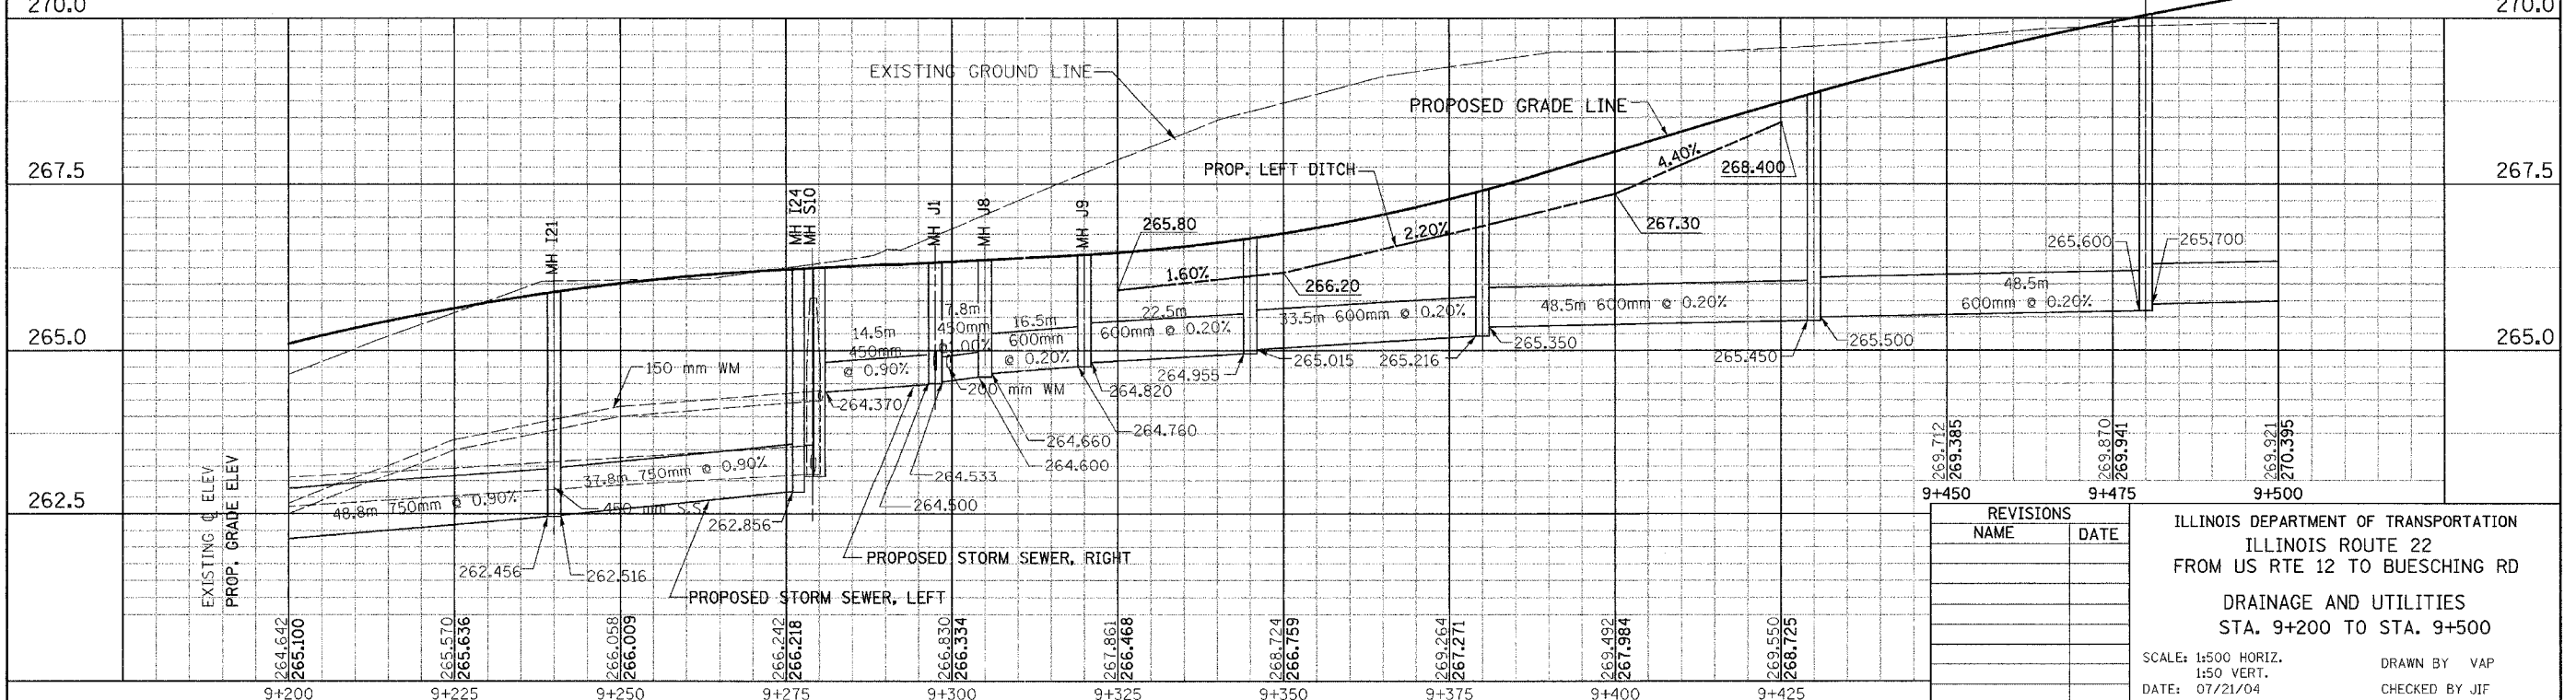 270.0
270.0
EXISTING GROUND LINE
PROPOSED GRADE LINE
4.40%
268.400
267.5
267.5
PROP. LEFT DITCH
2.20%
267.30
265.80
1.60%
266.20
MH I21
MH I24
MH S10
MH J1
MH J8
MH J9
265.600
265.700
48.5m
600mm @ 0.20%
48.5m 600mm @ 0.20%
33.5m 600mm @ 0.20%
22.5m
600mm @ 0.20%
16.5m
600mm
@ 0.20%
7.8m
450mm
14.5m
450mm
@ 0.90%
265.0
265.0
265.015
265.216
265.350
265.450
265.500
150 mm WM
200 mm WM
264.955
264.820
264.370
264.760
264.660
264.600
264.533
264.500
37.8m 750mm @ 0.90%
48.8m 750mm @ 0.90%
450 mm S.S.
262.5
262.856
262.456
262.516
PROPOSED STORM SEWER, RIGHT
PROPOSED STORM SEWER, LEFT
EXISTING ℄ ELEV
PROP. GRADE ELEV
264.642
265.100
265.570
265.636
266.058
266.009
266.242
266.218
266.830
266.334
267.861
266.468
268.724
266.759
269.264
267.271
269.492
267.984
269.550
268.725
269.712
269.385
269.870
269.941
269.921
270.395
9+200
9+225
9+250
9+275
9+300
9+325
9+350
9+375
9+400
9+425
9+450
9+475
9+500
REVISIONS
NAME DATE
ILLINOIS DEPARTMENT OF TRANSPORTATION
ILLINOIS ROUTE 22
FROM US RTE 12 TO BUESCHING RD
DRAINAGE AND UTILITIES
STA. 9+200 TO STA. 9+500
SCALE: 1:500 HORIZ.
1:50 VERT.
DATE: 07/21/04
DRAWN BY VAP
CHECKED BY JIF